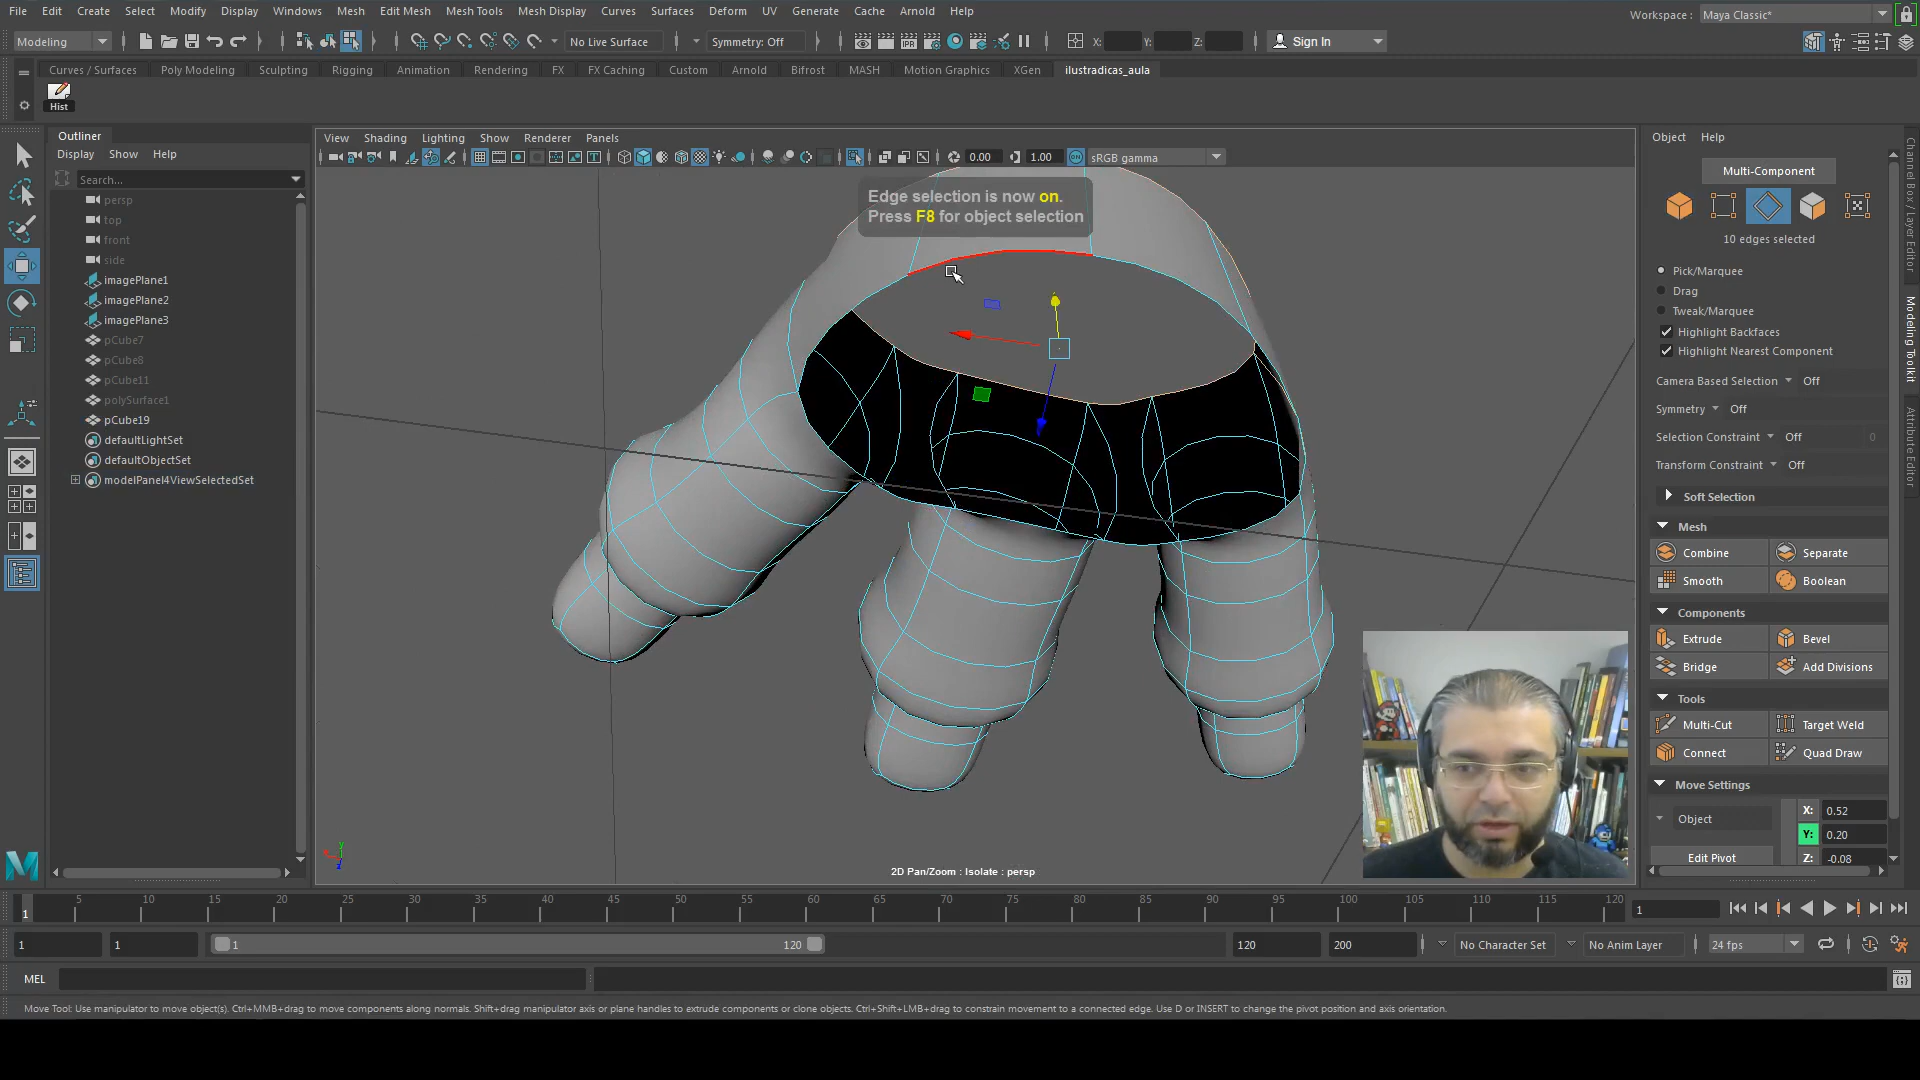 File Edit Create Select Modify Display Windows Mesh Edit Mesh Mesh Tools Mesh Display Curves Surfaces Deform UV Generate Cache Arnold Help
Workspace : Maya Classic*
Modeling
No Live Surface
Symmetry: Off
X: Y: Z:
Sign In
Curves / Surfaces Poly Modeling Sculpting Rigging Animation Rendering FX FX Caching Custom Arnold Bifrost MASH Motion Graphics XGen ilustradicas_aula
Hist
Outliner
Display Show Help
Search...
persp
top
front
side
imagePlane1
imagePlane2
imagePlane3
pCube7
pCube8
pCube11
polySurface1
pCube19
defaultLightSet
defaultObjectSet
modelPanel4ViewSelectedSet
View Shading Lighting Show Renderer Panels
0.00 1.00 sRGB gamma
Edge selection is now on.
Press F8 for object selection
2D Pan/Zoom : Isolate : persp
Object Help
Multi-Component
10 edges selected
Pick/Marquee
Drag
Tweak/Marquee
Highlight Backfaces
Highlight Nearest Component
Camera Based Selection Off
Symmetry Off
Selection Constraint Off 0
Transform Constraint Off
Soft Selection
Mesh
Combine Separate
Smooth Boolean
Components
Extrude Bevel
Bridge Add Divisions
Tools
Multi-Cut Target Weld
Connect Quad Draw
Move Settings
Object
X: 0.52
Y: 0.20
Z: -0.08
Edit Pivot
Channel Box / Layer Editor
Modeling Toolkit
Attribute Editor
1 5 10 15 20 25 30 35 40 45 50 55 60 65 70 75 80 85 90 95 100 105 110 115 120
1
1 1 1 120 120 200 No Character Set No Anim Layer 24 fps
MEL
Move Tool: Use manipulator to move object(s). Ctrl+MMB+drag to move components along normals. Shift+drag manipulator axis or plane handles to extrude components or clone objects. Ctrl+Shift+LMB+drag to constrain movement to a connected edge. Use D or INSERT to change the pivot position and axis orientation.